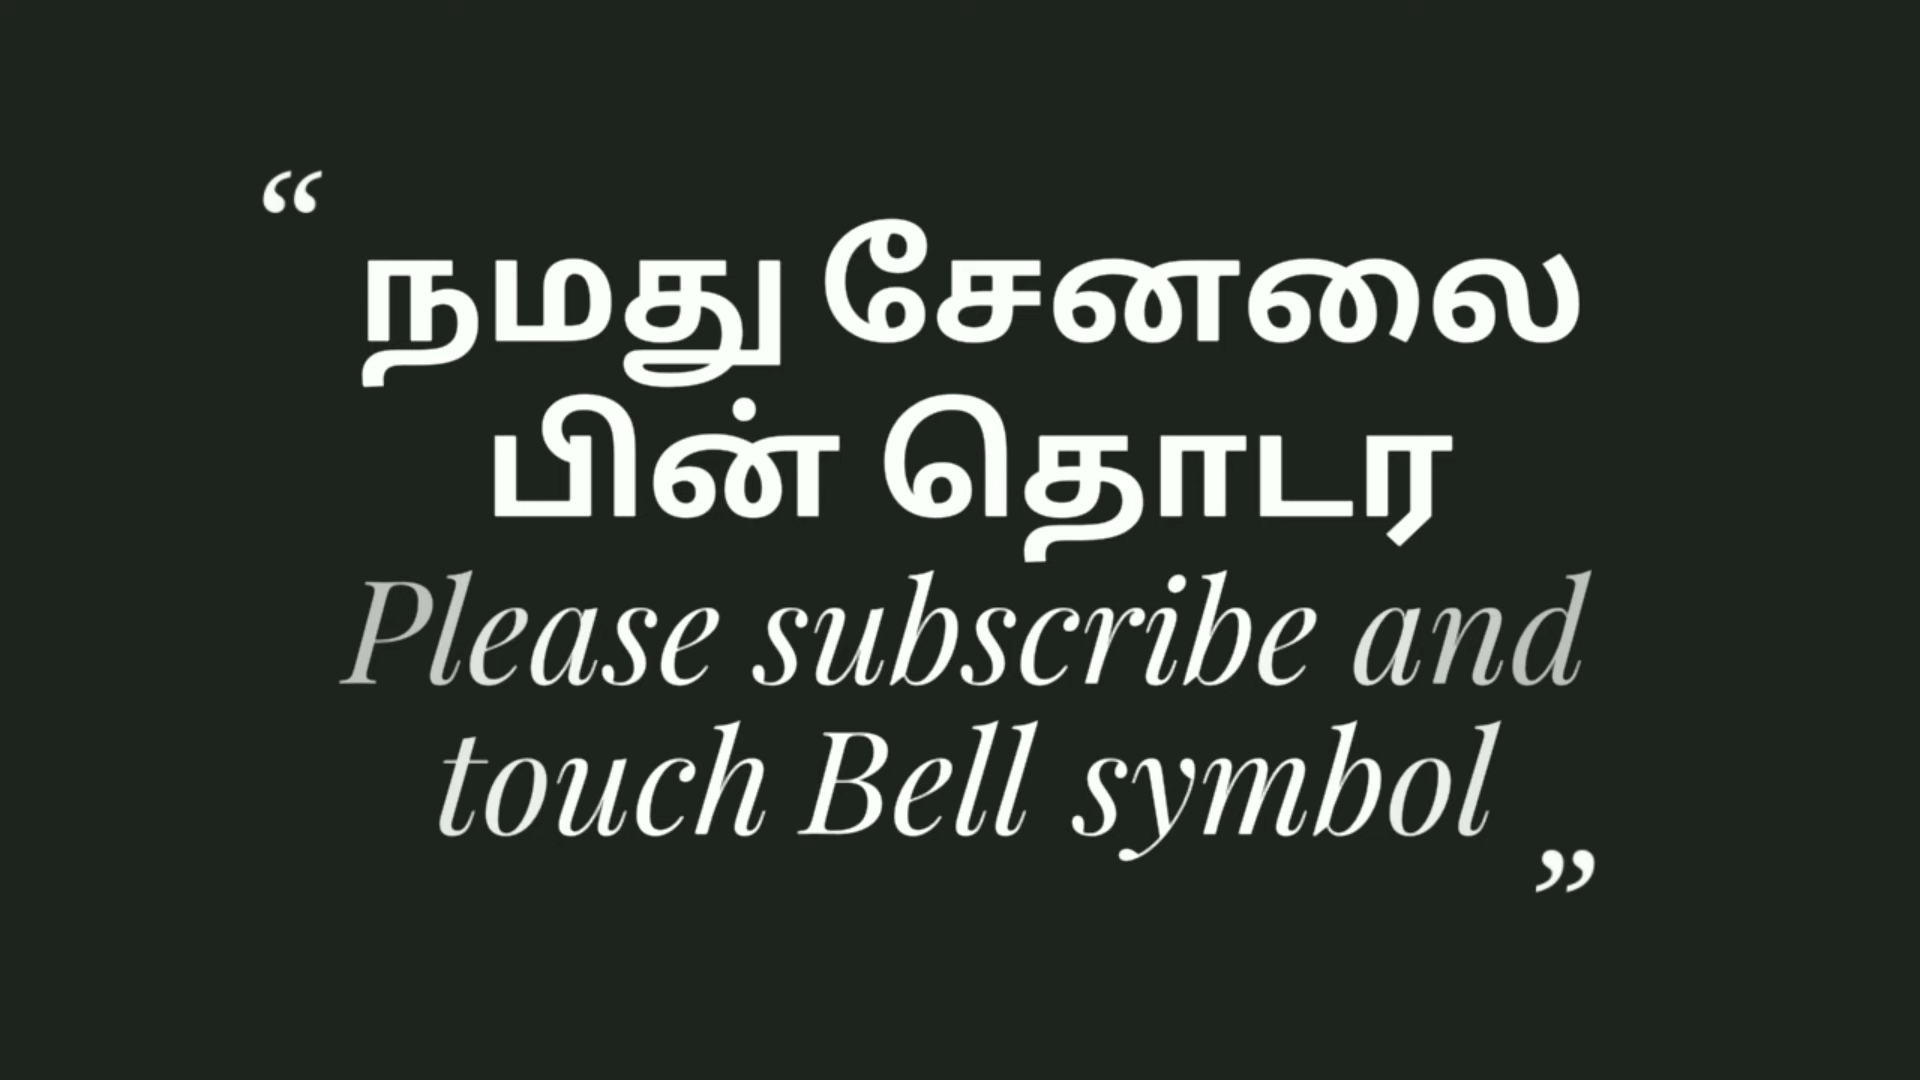 “
நமது சேனலை
பின் தொடர
Please subscribe and
touch Bell symbol
”